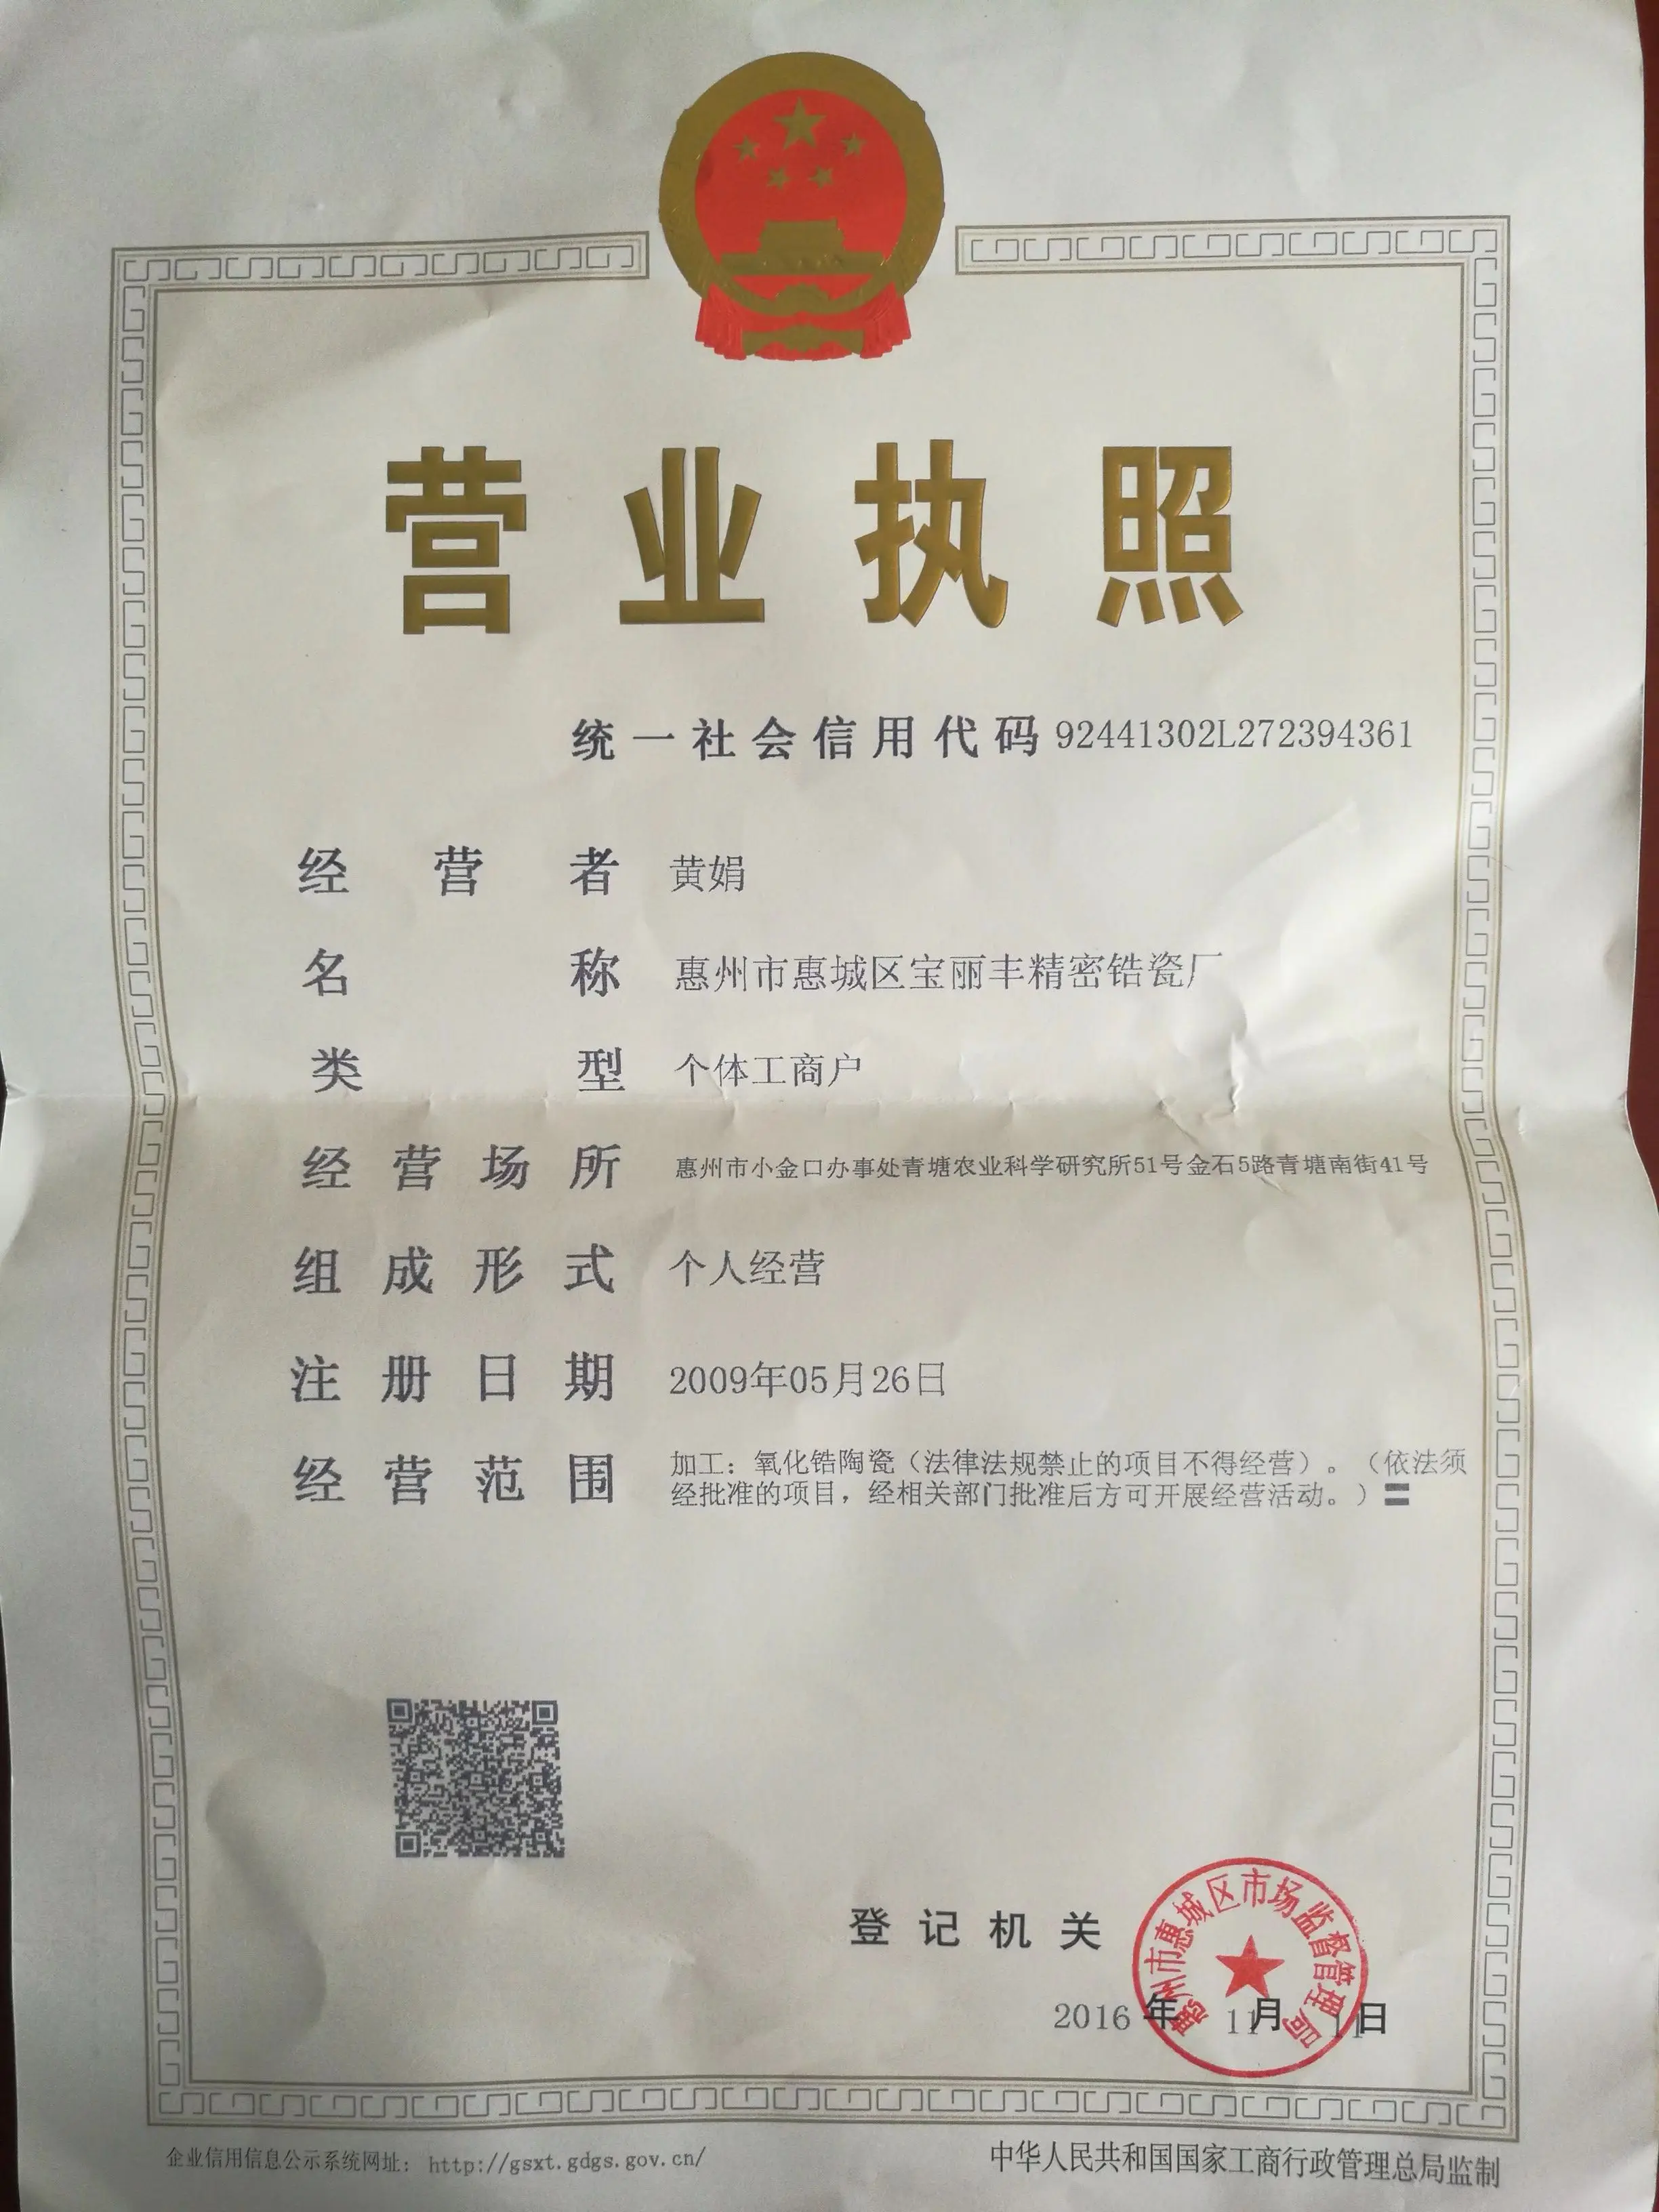 营业执照
统一社会信用代码 92441302L272394361
经营者 黄娟
名称 惠州市惠城区宝丽丰精密锆瓷厂
类型 个体工商户
经营场所 惠州市小金口办事处青塘农业科学研究所51号金石5路青塘南街41号
组成形式 个人经营
注册日期 2009年05月26日
经营范围 加工：氧化锆陶瓷（法律法规禁止的项目不得经营）。（依法须
经批准的项目，经相关部门批准后方可开展经营活动。）〓
登记机关
惠州市惠城区市场监督管理局
2016 年 11 月 11 日
企业信用信息公示系统网址： http://gsxt.gdgs.gov.cn/
中华人民共和国国家工商行政管理总局监制